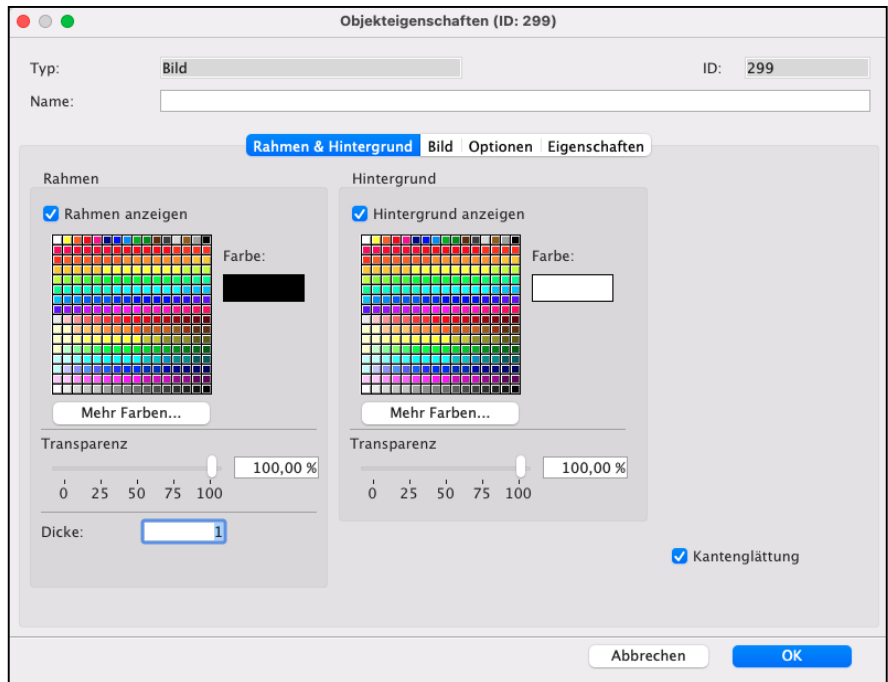 Objekteigenschaften (ID: 299)
Typ: Bild ID: 299
Name:
Rahmen & Hintergrund Bild Optionen Eigenschaften
Rahmen Hintergrund
Rahmen anzeigen Hintergrund anzeigen
Farbe: Farbe:
Mehr Farben... Mehr Farben...
Transparenz Transparenz
100,00 % 100,00 %
0 25 50 75 100 0 25 50 75 100
Dicke: 1
Kantenglättung
Abbrechen OK